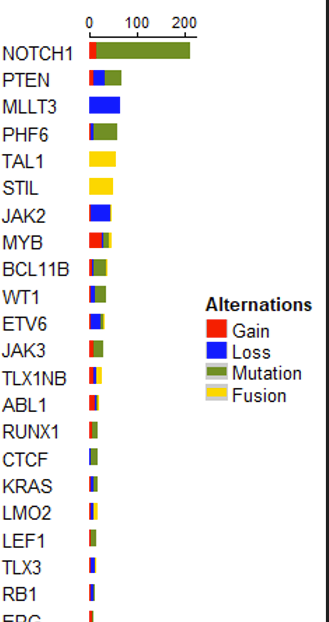 0 100 200
NOTCH1
PTEN
MLLT3
PHF6
TAL1
STIL
JAK2
MYB
BCL11B
WT1
ETV6
JAK3
TLX1NB
ABL1
RUNX1
CTCF
KRAS
LMO2
LEF1
TLX3
RB1
Alternations
Gain
Loss
Mutation
Fusion